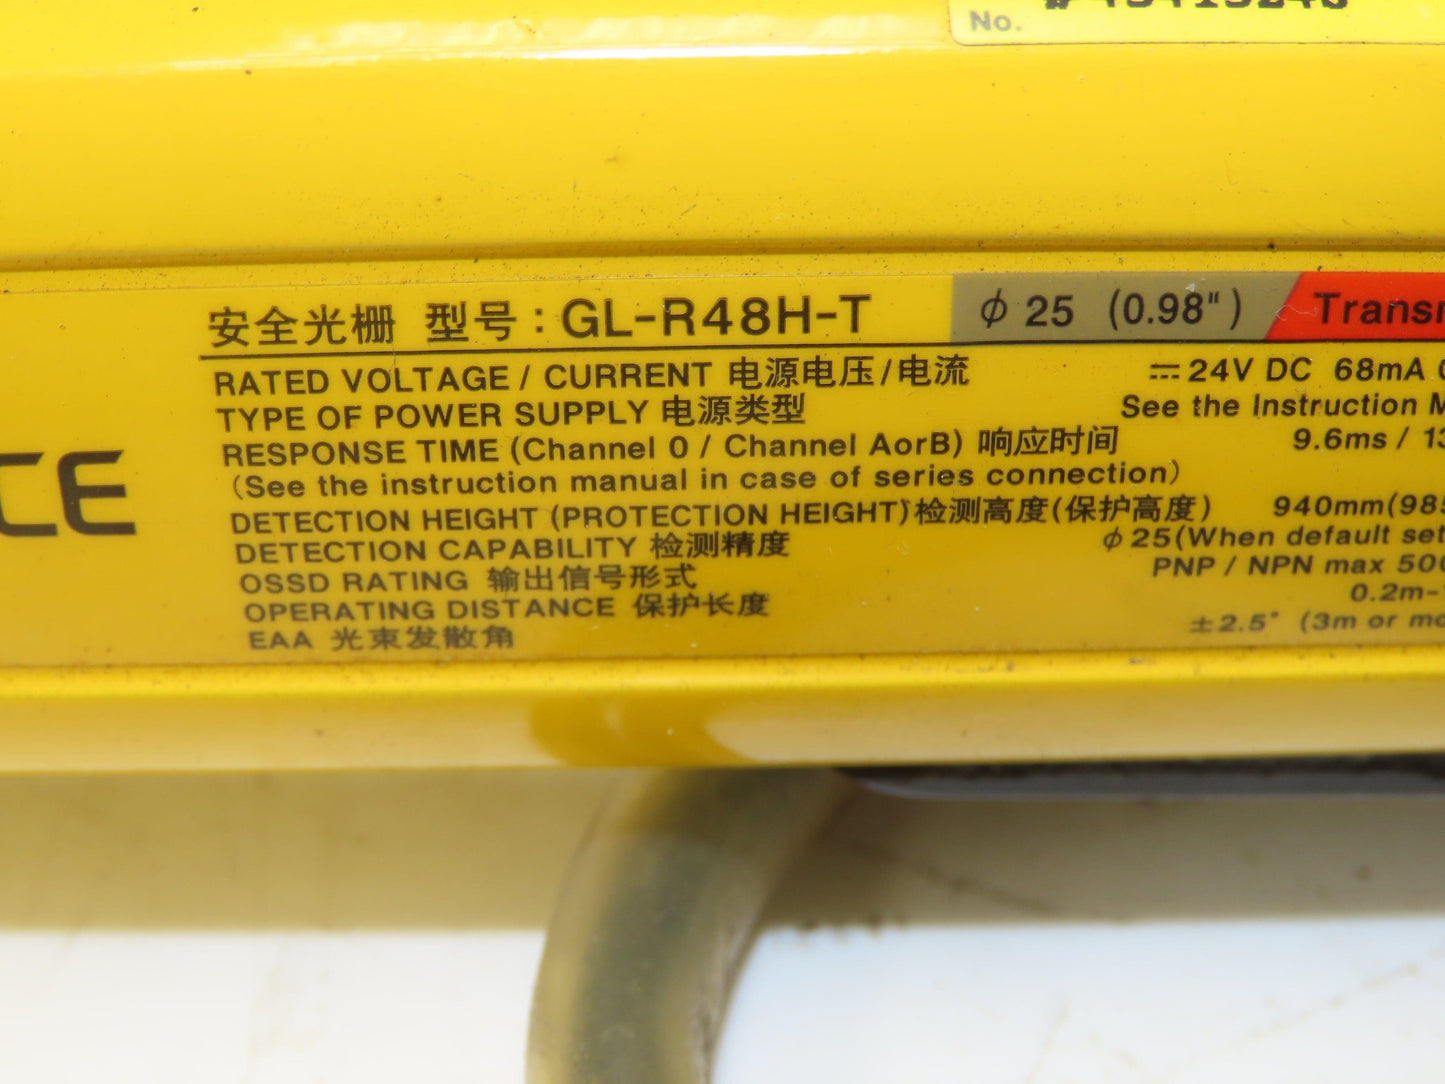 No.
安全光栅 型号：GL-R48H-T φ25 (0.98")
RATED VOLTAGE / CURRENT 电源电压/电流 24V DC 68mA
TYPE OF POWER SUPPLY 电源类型 See the Instruction
RESPONSE TIME (Channel 0 / Channel AorB) 响应时间 9.6ms /
(See the instruction manual in case of series connection)
DETECTION HEIGHT (PROTECTION HEIGHT) 检测高度(保护高度) 940mm(985
DETECTION CAPABILITY 检测精度 φ25(When default
OSSD RATING 输出信号形式 PNP / NPN max
OPERATING DISTANCE 保护长度 0.2m-
EAA 光束发散角 ±2.5° (3m or